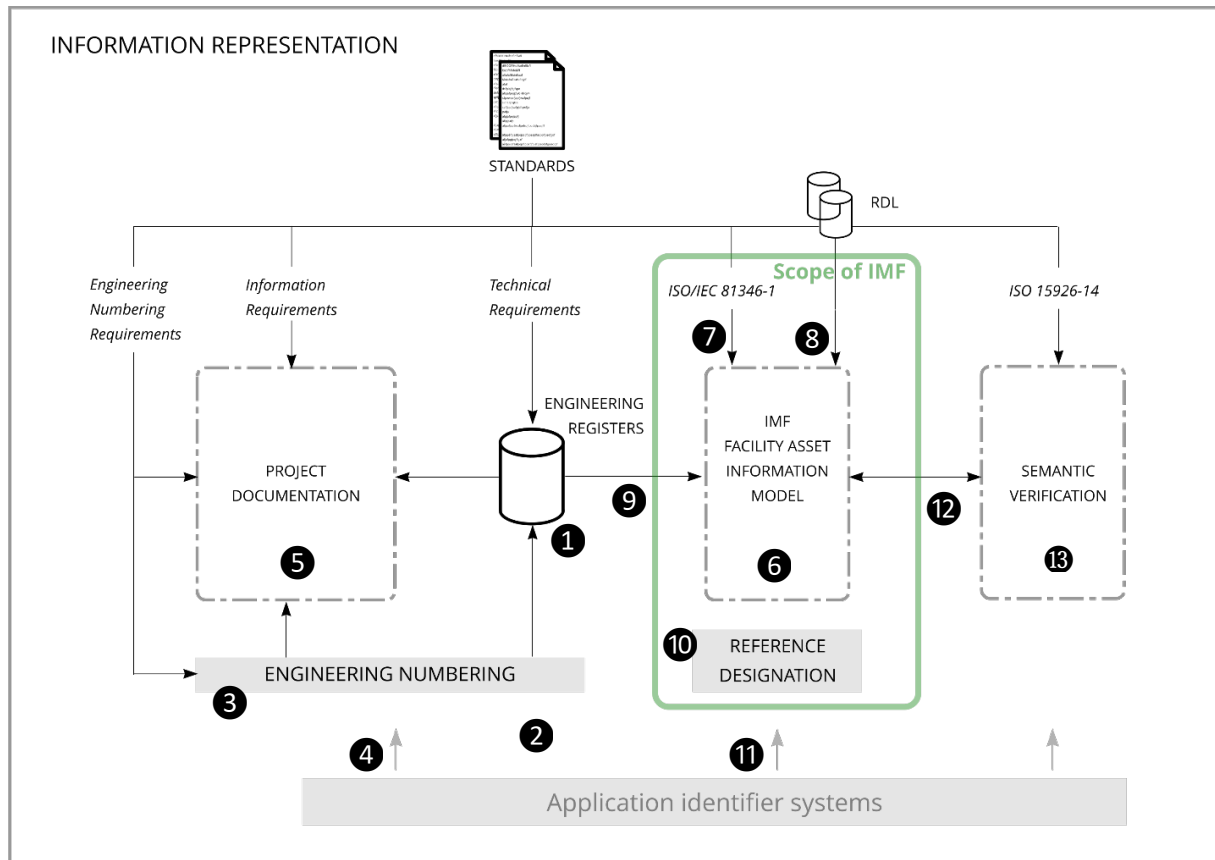 INFORMATION REPRESENTATION
STANDARDS
RDL
Scope of IMF
Engineering
Numbering
Requirements
Information
Requirements
Technical
Requirements
ISO/IEC 81346-1
ISO 15926-14
7
8
ENGINEERING
REGISTERS
PROJECT
DOCUMENTATION
IMF
FACILITY ASSET
INFORMATION
MODEL
SEMANTIC
VERIFICATION
9
12
1
5
6
13
10
REFERENCE
DESIGNATION
ENGINEERING NUMBERING
3
2
4
11
Application identifier systems